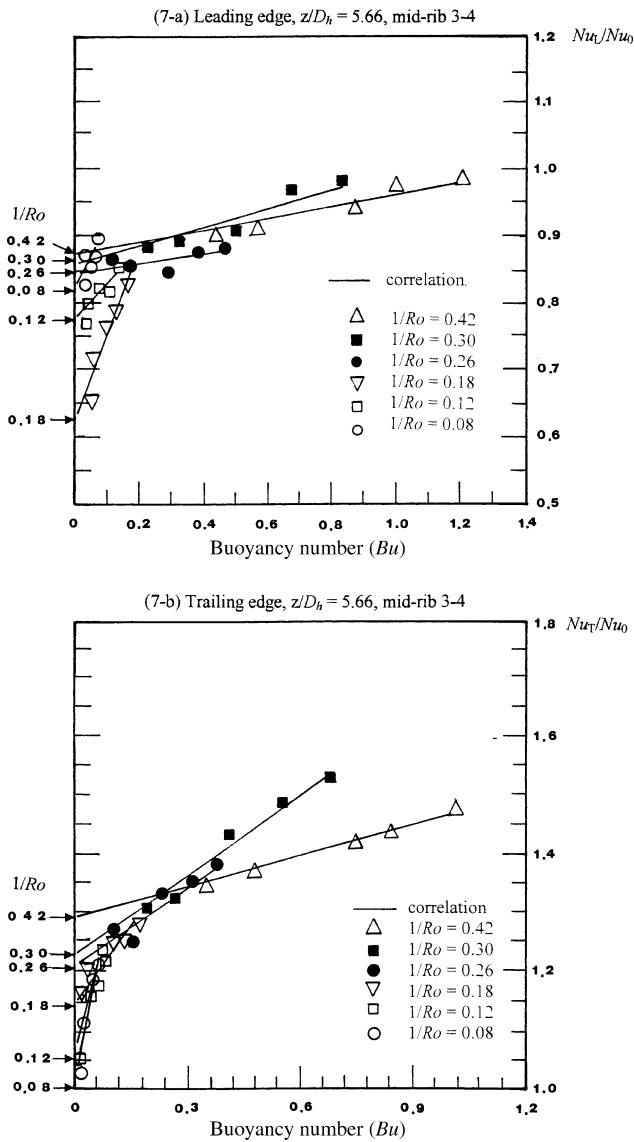 (7-a) Leading edge, z/Dh = 5.66, mid-rib 3-4
NuL/Nu0
1,2
1,1
1,0
0,9
0,8
0,7
0,6
0,5
1/Ro
0.42
0.30
0.26
0,08
0,12
0,18
correlation
1/Ro = 0.42
1/Ro = 0.30
1/Ro = 0.26
1/Ro = 0.18
1/Ro = 0.12
1/Ro = 0.08
0 0.2 0.4 0.6 0.8 1.0 1.2 1.4
Buoyancy number (Bu)
(7-b) Trailing edge, z/Dh = 5.66, mid-rib 3-4
NuT/Nu0
1,8
1,6
1,4
1,2
1,0
1/Ro
0 42
0,30
0,26
0,18
0,12
0,08
correlation
1/Ro = 0.42
1/Ro = 0.30
1/Ro = 0.26
1/Ro = 0.18
1/Ro = 0.12
1/Ro = 0.08
0 0.3 0.6 0.9 1.2
Buoyancy number (Bu)